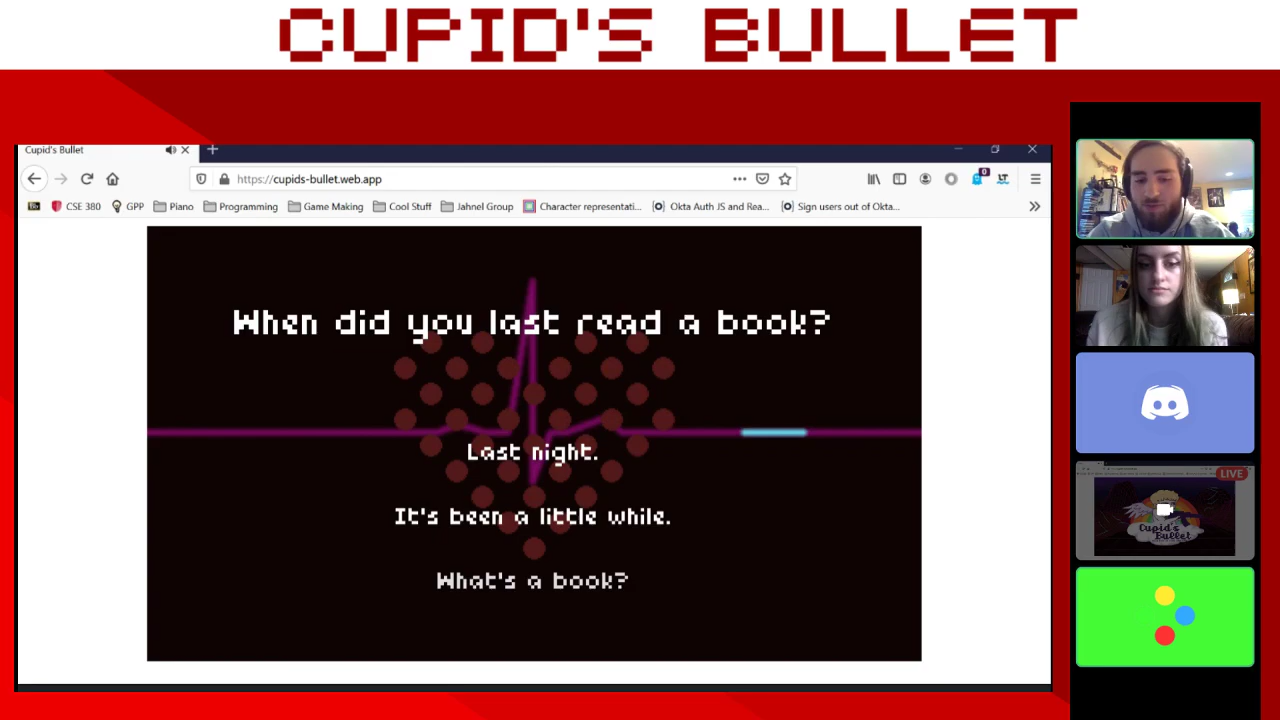 CUPID'S BULLET
Cupid's Bullet
https://cupids-bullet.web.app
0
LT
CSE 380 GPP Piano Programming Game Making Cool Stuff Jahnel Group Character representati... Okta Auth JS and Rea... Sign users out of Okta...
When did you last read a book?
Last night.
It's been a little while.
What's a book?
LIVE
Cupid's
Bullet